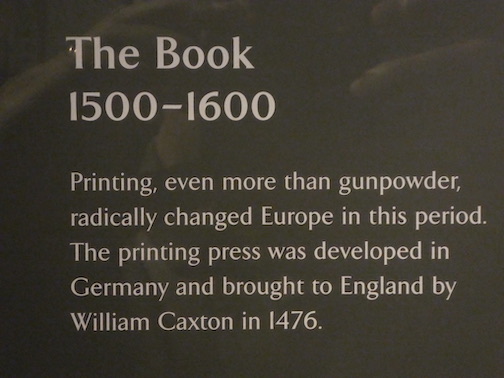 The Book
1500–1600
Printing, even more than gunpowder,
radically changed Europe in this period.
The printing press was developed in
Germany and brought to England by
William Caxton in 1476.